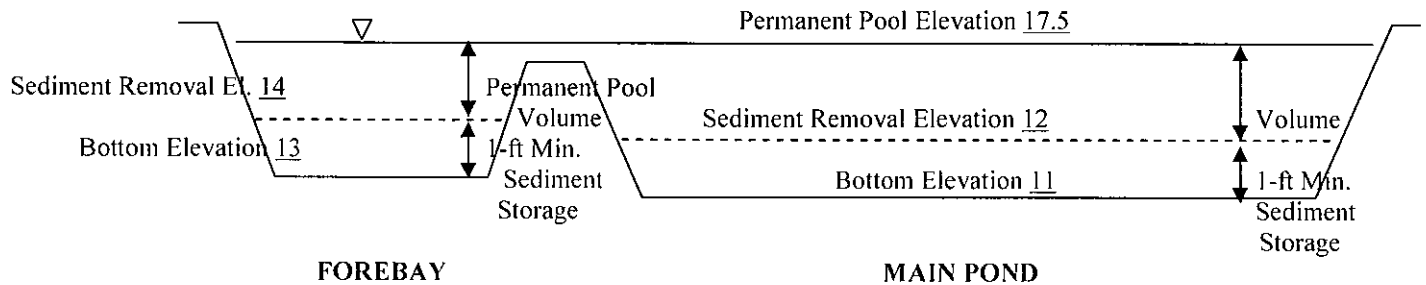 Permanent Pool Elevation 17.5
Sediment Removal El. 14
Permanent Pool
Volume
Sediment Removal Elevation 12
Volume
Bottom Elevation 13
1-ft Min.
Sediment
Storage
Bottom Elevation 11
1-ft Min.
Sediment
Storage
FOREBAY
MAIN POND